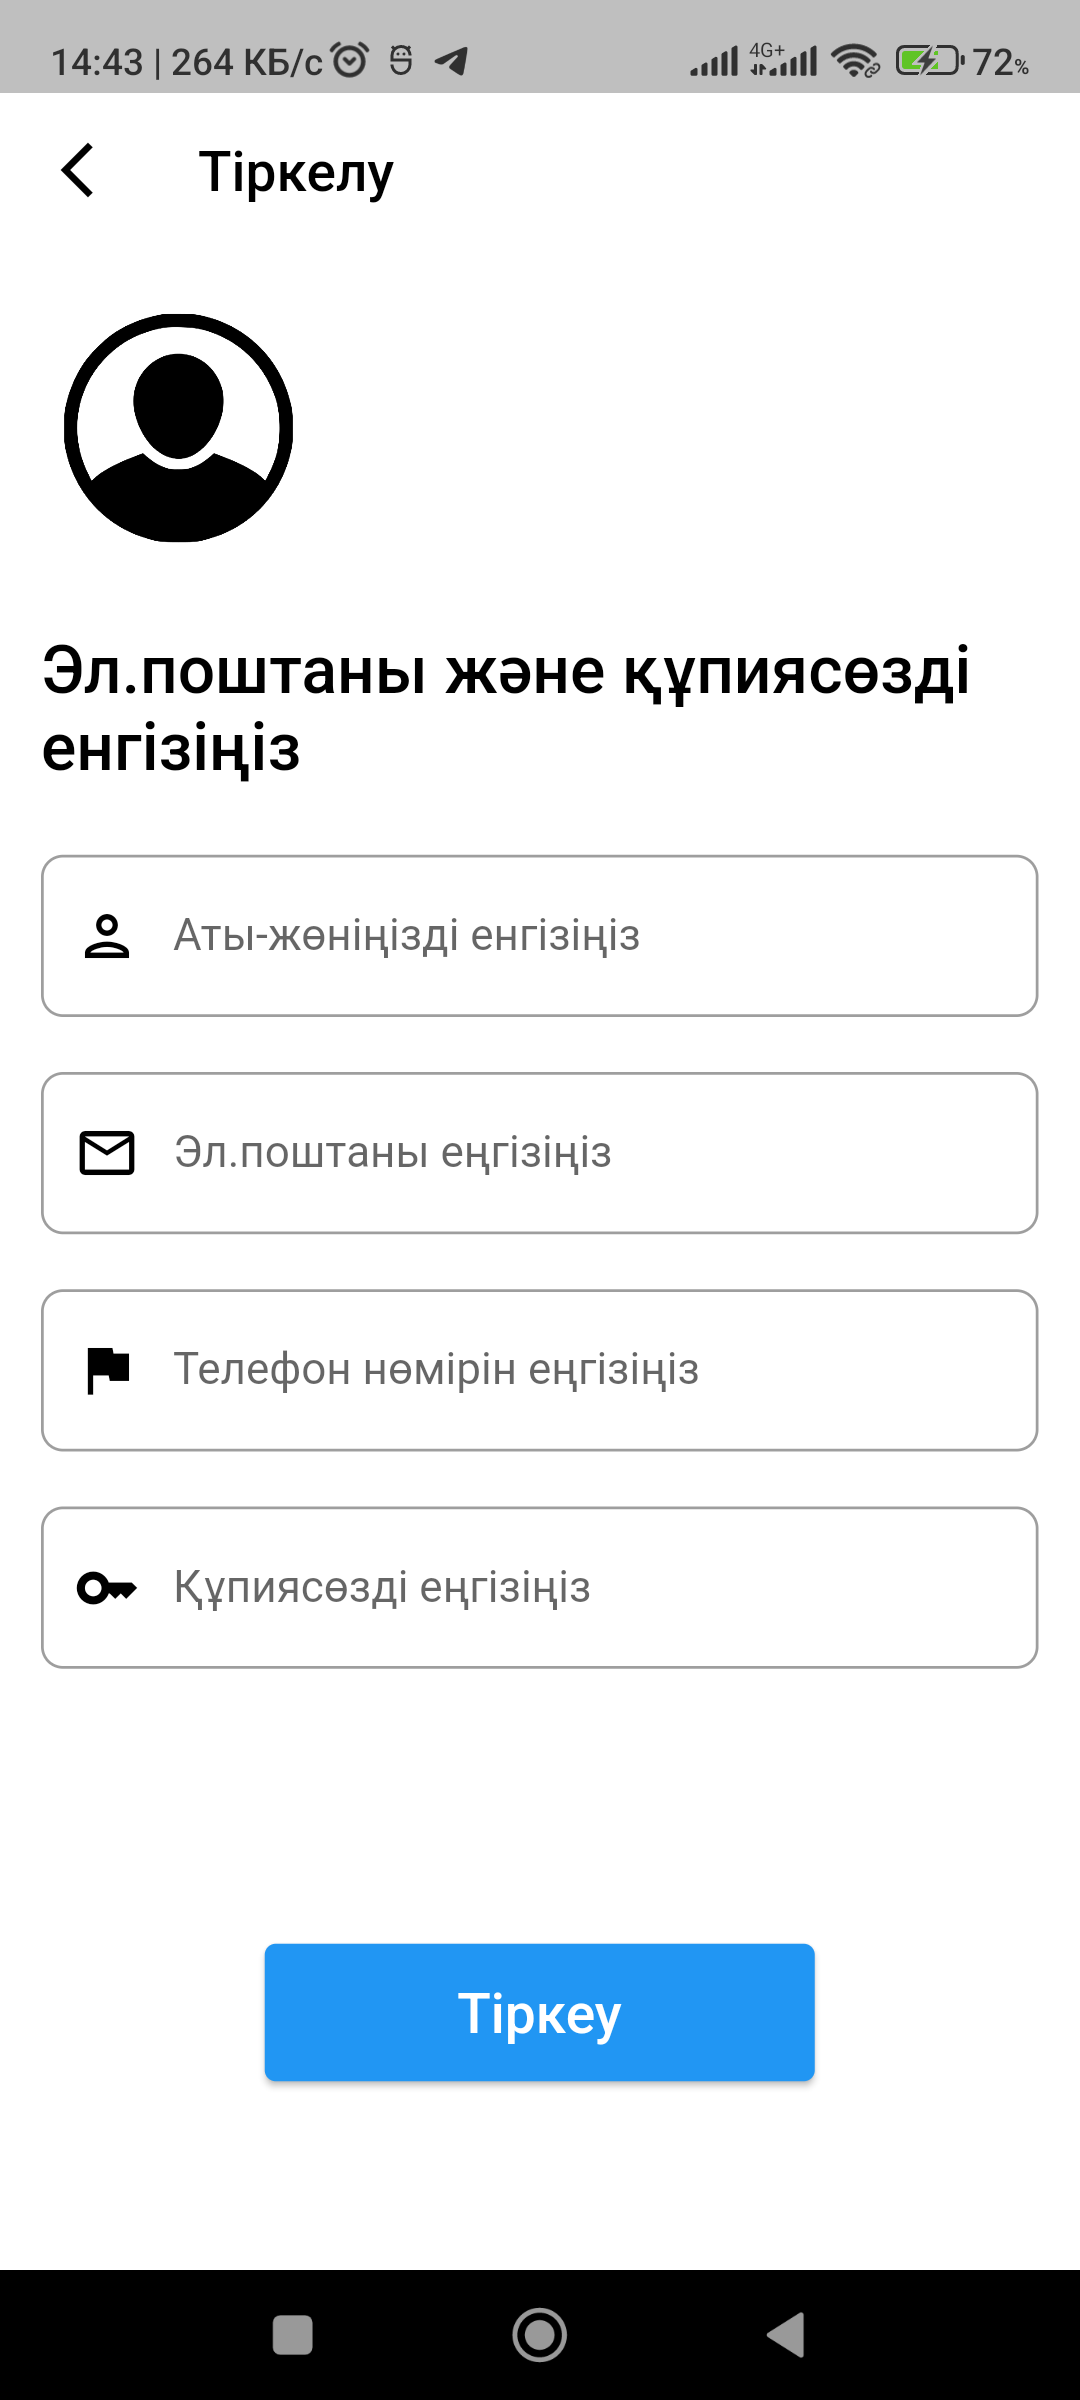 14:43 | 264 КБ/с 4G+ 72%
Тіркелу
Эл.поштаны және құпиясөзді
енгізіңіз
Аты-жөніңізді енгізіңіз
Эл.поштаны еңгізіңіз
Телефон нөмірін еңгізіңіз
Құпиясөзді еңгізіңіз
Тіркеу